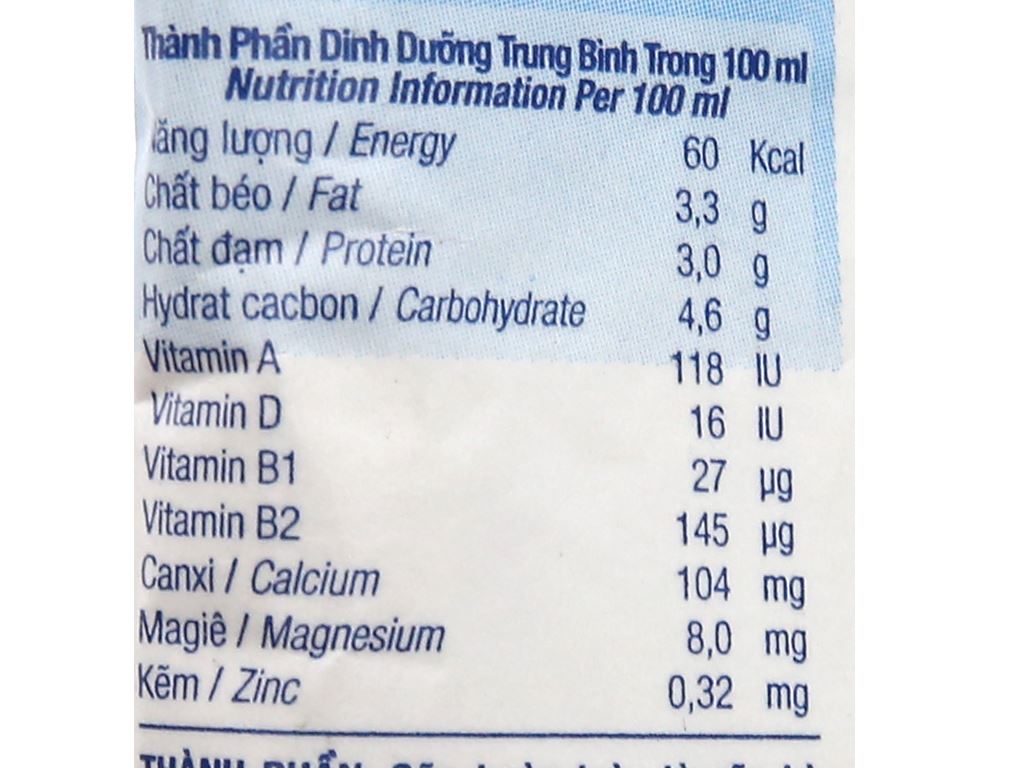 Thành Phần Dinh Dưỡng Trung Bình Trong 100 ml
Nutrition Information Per 100 ml
lượng / Energy 60 Kcal
Chất béo / Fat 3,3 g
Chất đạm / Protein 3,0 g
Hydrat cacbon / Carbohydrate 4,6 g
Vitamin A 118 IU
Vitamin D 16 IU
Vitamin B1 27 µg
Vitamin B2 145 µg
Canxi / Calcium 104 mg
Magiê / Magnesium 8,0 mg
Kẽm / Zinc 0,32 mg